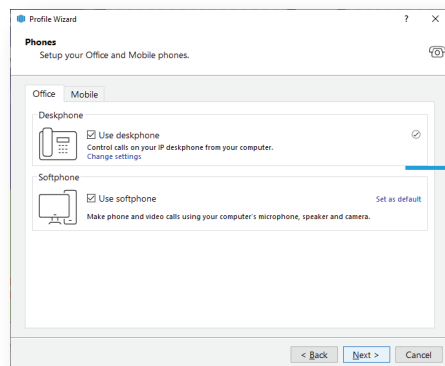 Profile Wizard
Phones
Setup your Office and Mobile phones.
Office Mobile
Deskphone
Use deskphone
Control calls on your IP deskphone from your computer.
Change settings
Softphone
Use softphone
Set as default
Make phone and video calls using your computer's microphone, speaker and camera.
< Back Next > Cancel